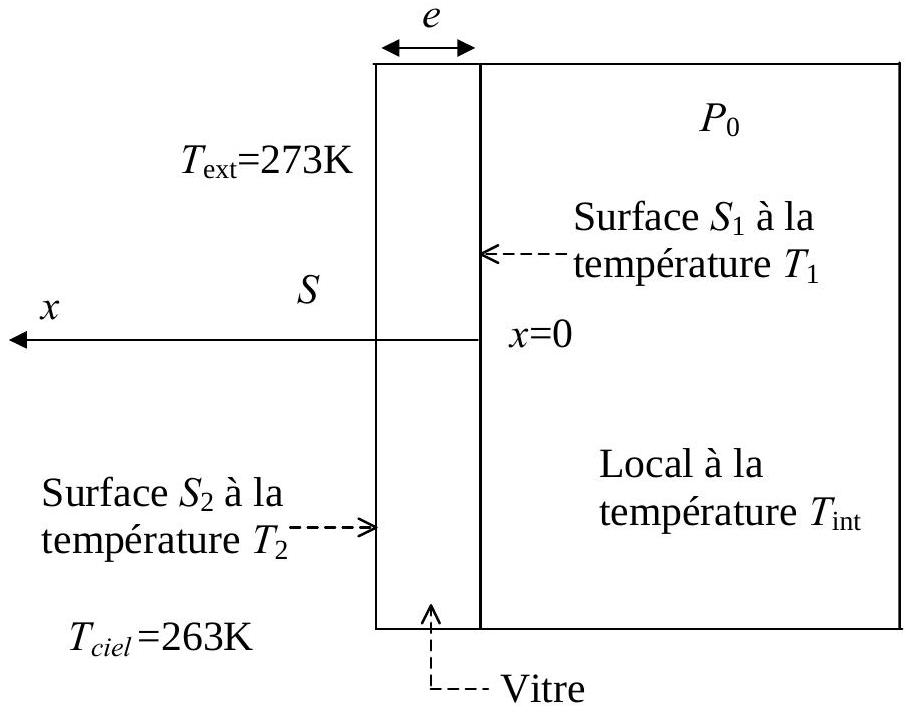 e
P0
Text=273K
Surface S1 à la
température T1
S
x
x=0
Local à la
température Tint
Surface S2 à la
température T2
Tciel=263K
Vitre